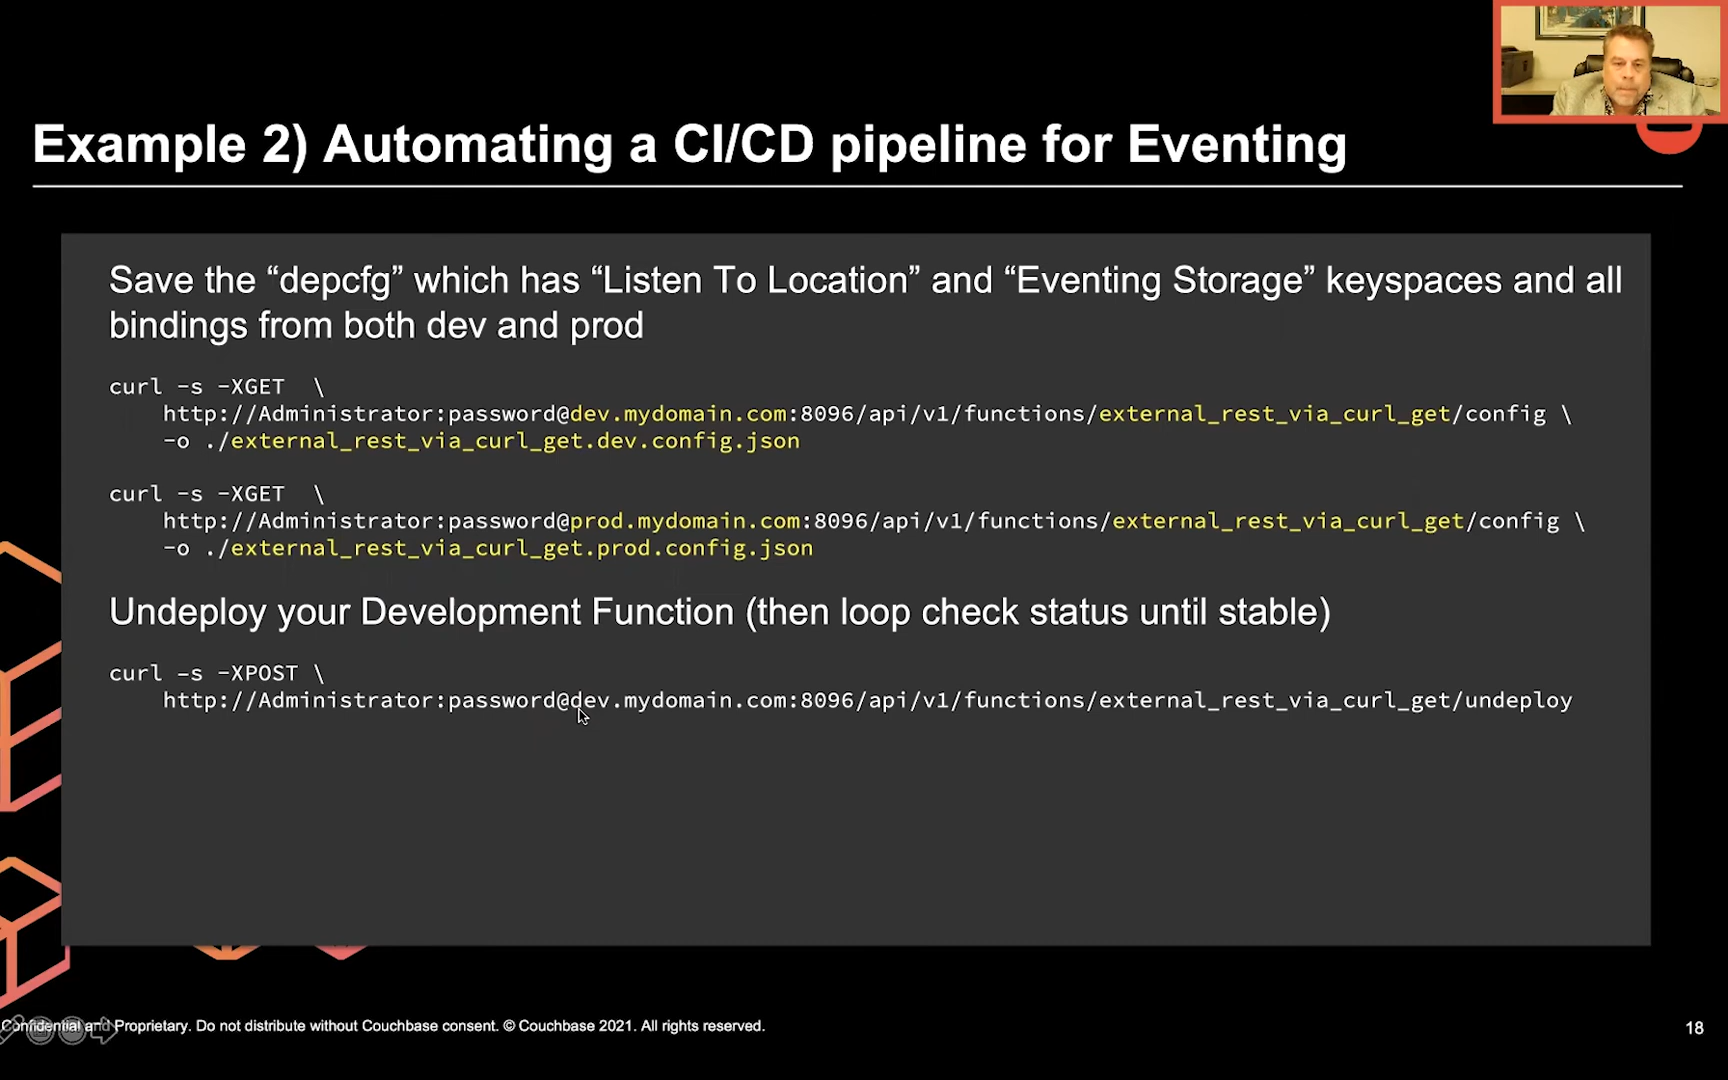 Example 2) Automating a CI/CD pipeline for Eventing
Save the “depcfg” which has “Listen To Location” and “Eventing Storage” keyspaces and all
bindings from both dev and prod
curl -s -XGET  \
http://Administrator:password@dev.mydomain.com:8096/api/v1/functions/external_rest_via_curl_get/config \
-o ./external_rest_via_curl_get.dev.config.json
curl -s -XGET  \
http://Administrator:password@prod.mydomain.com:8096/api/v1/functions/external_rest_via_curl_get/config \
-o ./external_rest_via_curl_get.prod.config.json
Undeploy your Development Function (then loop check status until stable)
curl -s -XPOST \
http://Administrator:password@dev.mydomain.com:8096/api/v1/functions/external_rest_via_curl_get/undeploy
Confidential and Proprietary. Do not distribute without Couchbase consent. © Couchbase 2021. All rights reserved.
18